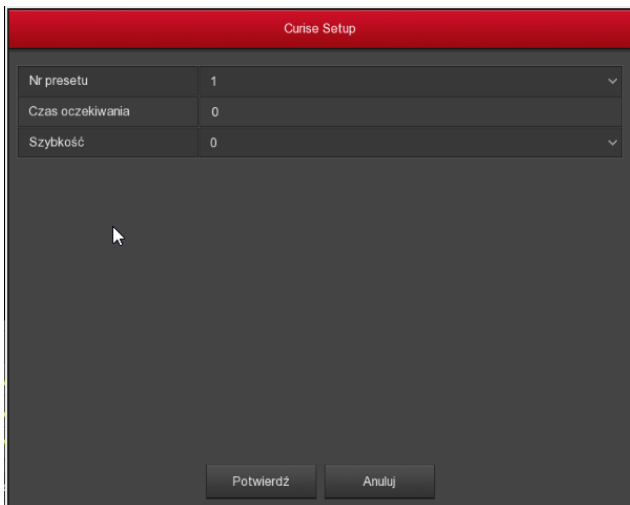 Curise Setup
Nr presetu 1
Czas oczekiwania 0
Szybkość 0
Potwierdź Anuluj